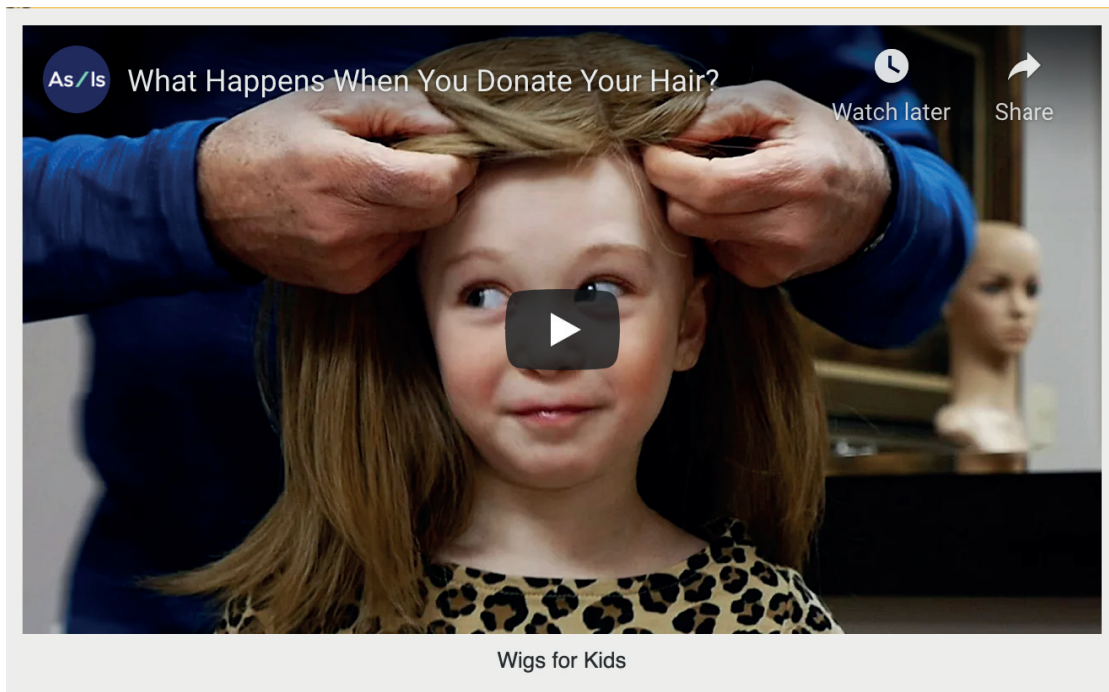 As/Is
What Happens When You Donate Your Hair?
Watch later
Share
Wigs for Kids